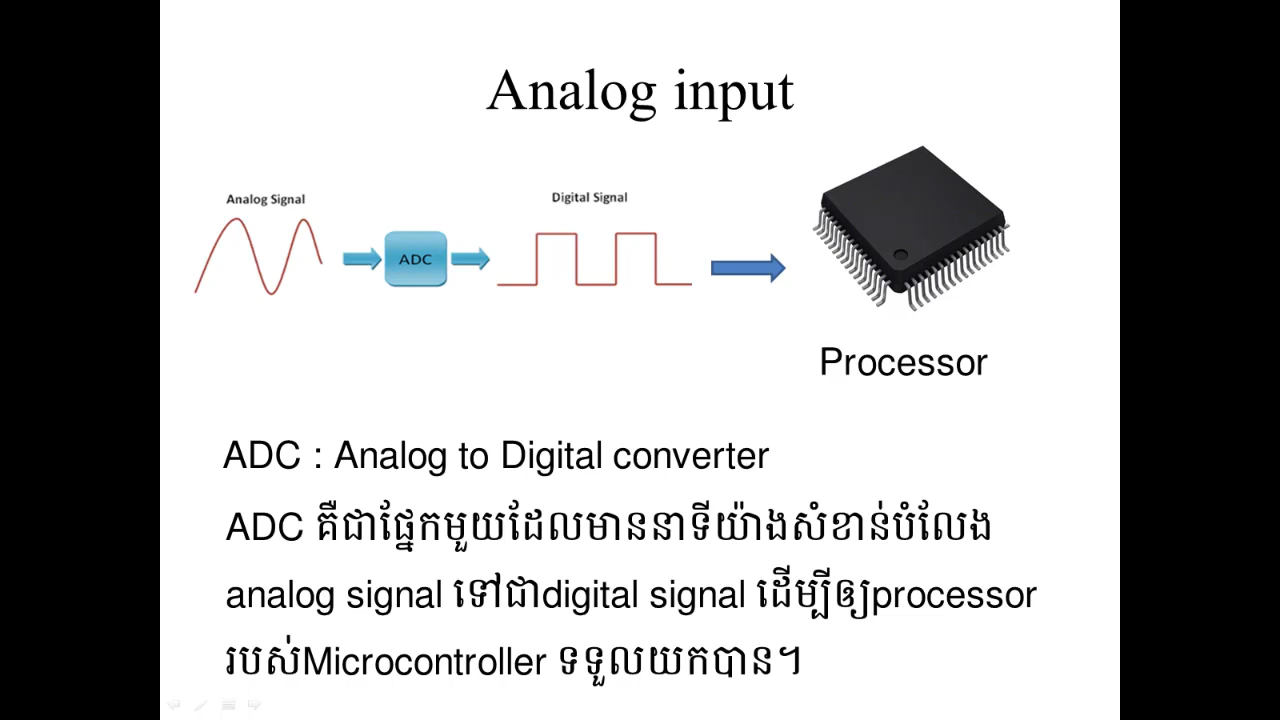 Analog input
Analog Signal
ADC
Digital Signal
Processor
ADC : Analog to Digital converter
ADC គឺជាផ្នែកមួយដែលមាននាទីយ៉ាងសំខាន់បំលែង
analog signal ទៅជាdigital signal ដើម្បីឲ្យprocessor
របស់Microcontroller ទទួលយកបាន។